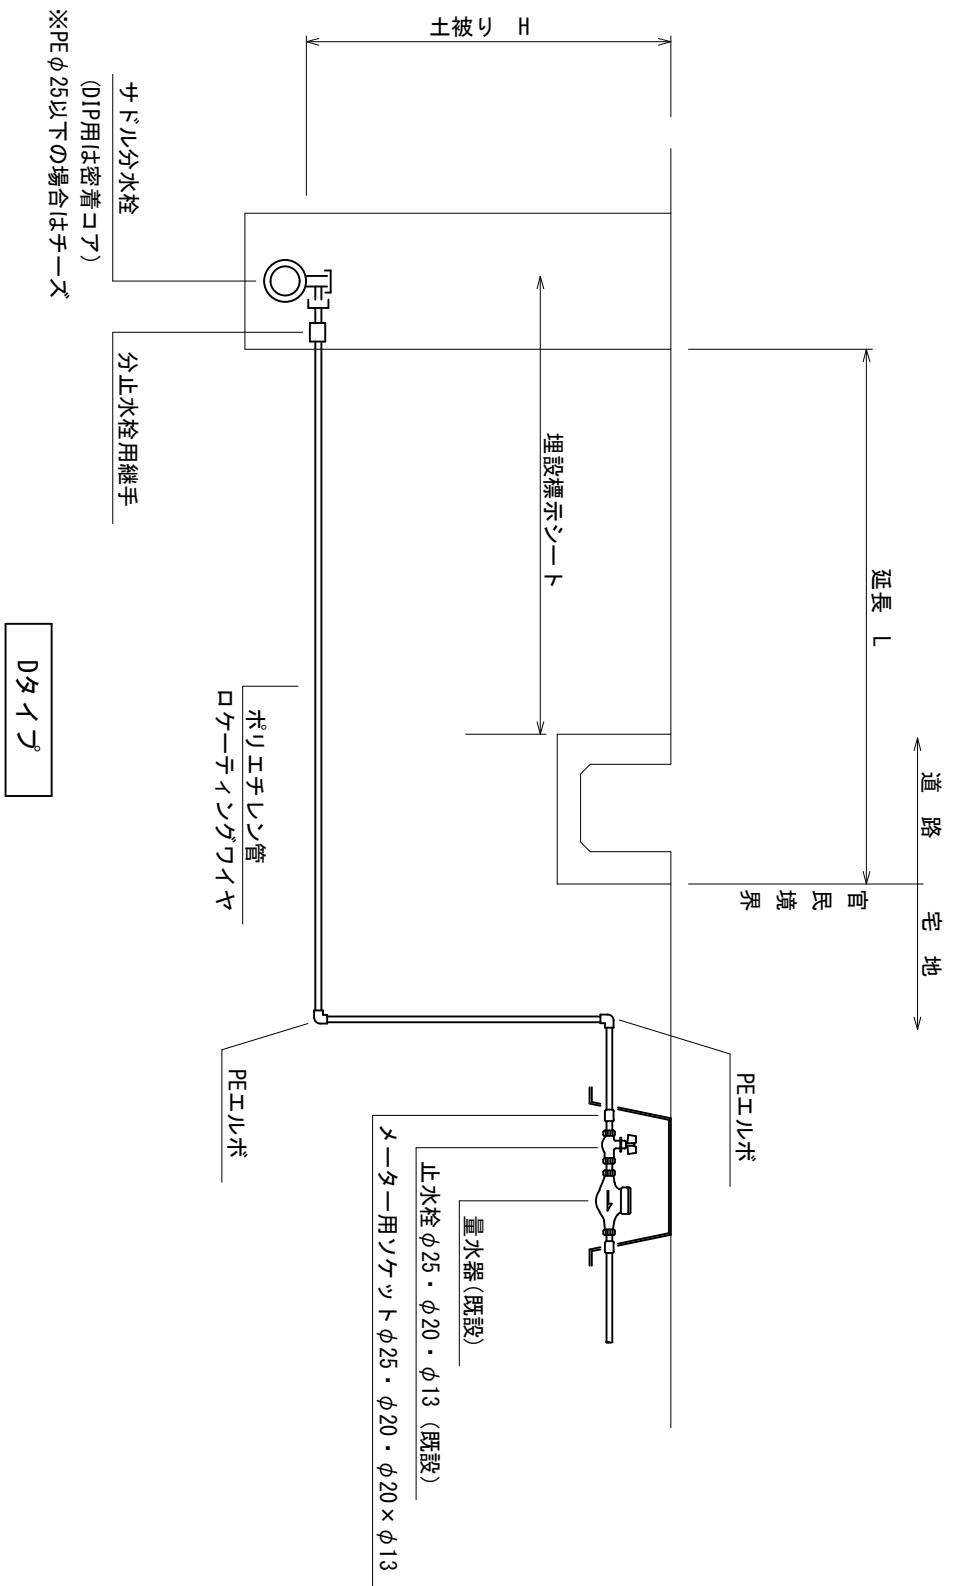 土被り H
延長 L
道路
宅地
官民境界
埋設標示シート
サドル分水栓
(DIP用は密着コア)
※PEφ25以下の場合はチーズ
分止水栓用継手
ポリエチレン管
ロケーティングワイヤ
PEエルボ
PEエルボ
量水器(既設)
止水栓φ25・φ20・φ13 (既設)
メーター用ソケットφ25・φ20・φ20×φ13
Dタイプ